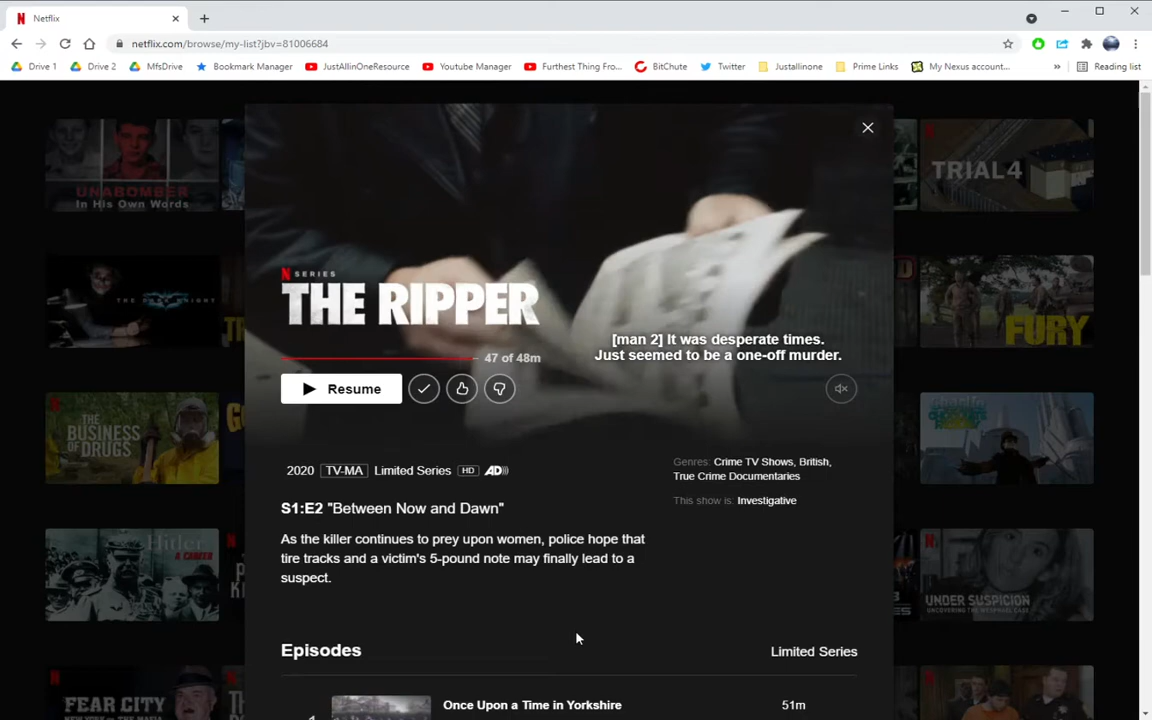 Netflix
netflix.com/browse/my-list?jbv=81006684
Drive 1 Drive 2 MfsDrive Bookmark Manager JustAllinOneResource Youtube Manager Furthest Thing Fro... BitChute Twitter Justallinone Prime Links My Nexus account... » Reading list
UNABOMBER
In His Own Words
TRIAL 4
THE DARK KNIGHT
FURY
THE BUSINESS OF DRUGS
Hitler
A CAREER
UNDER SUSPICION
FEAR CITY
N SERIES
THE RIPPER
[man 2] It was desperate times.
Just seemed to be a one-off murder.
47 of 48m
Resume
2020 TV-MA Limited Series HD AD
Genres: Crime TV Shows, British,
True Crime Documentaries
This show is: Investigative
S1:E2 "Between Now and Dawn"
As the killer continues to prey upon women, police hope that
tire tracks and a victim's 5-pound note may finally lead to a
suspect.
Episodes Limited Series
1 Once Upon a Time in Yorkshire 51m